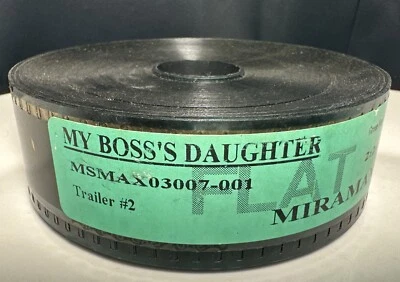 MY BOSS'S DAUGHTER
MSMAX03007-001
Trailer #2
FLAT
MIRAMA